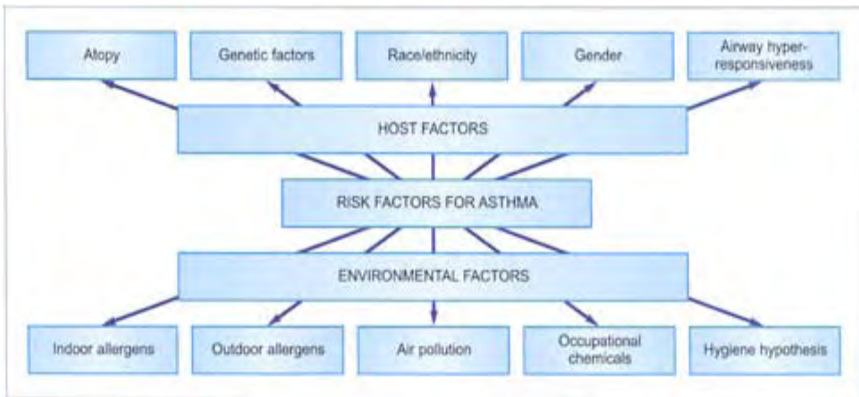 Atopy
Genetic factors
Race/ethnicity
Gender
Airway hyper-
responsiveness
HOST FACTORS
RISK FACTORS FOR ASTHMA
ENVIRONMENTAL FACTORS
Indoor allergens
Outdoor allergens
Air pollution
Occupational
chemicals
Hygiene hypothesis